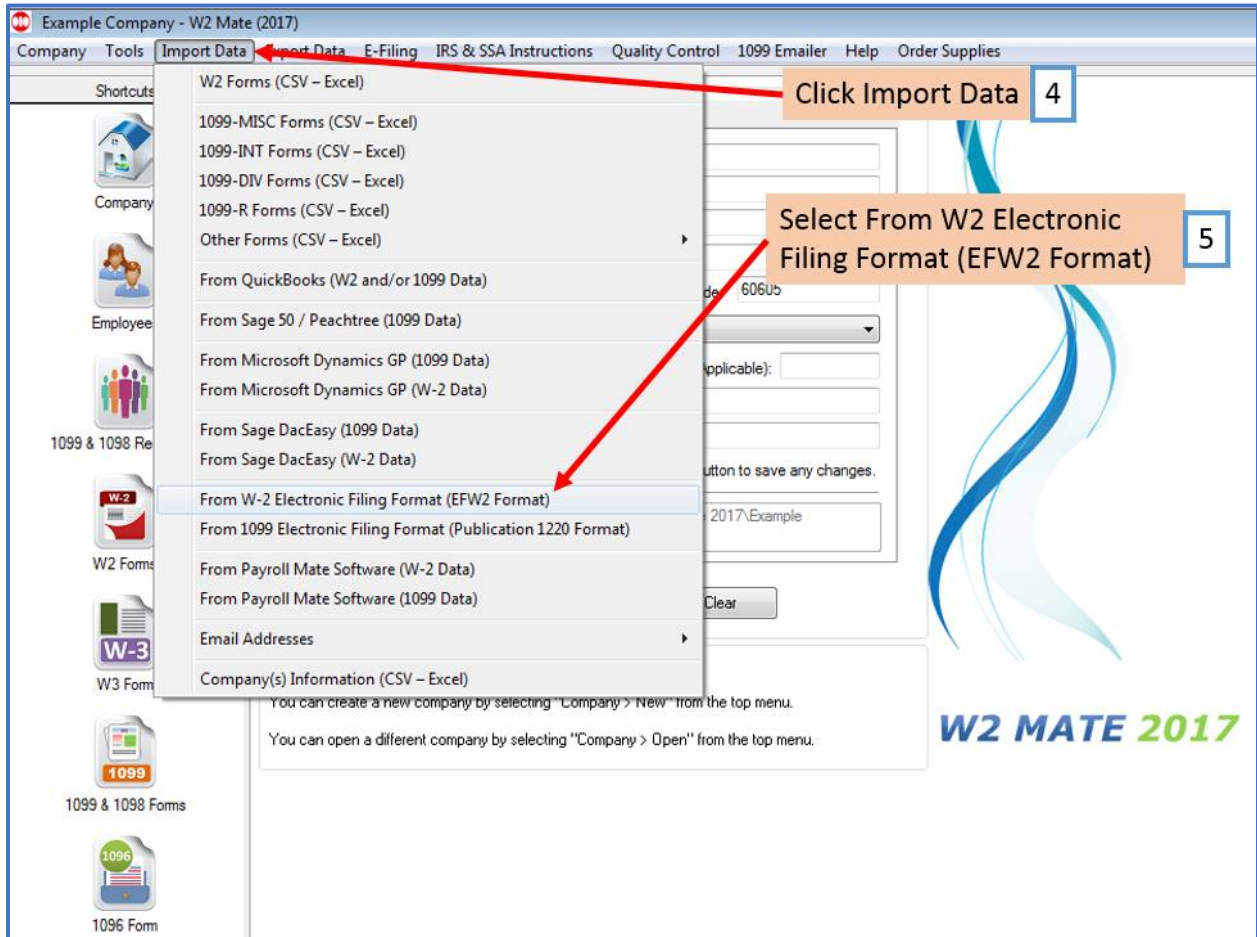 Example Company - W2 Mate (2017)
Company Tools Import Data Export Data E-Filing IRS & SSA Instructions Quality Control 1099 Emailer Help Order Supplies
Shortcuts
Company
Employee
1099 & 1098 Re
W-2
W2 Forms
W-3
W3 Form
1099
1099 & 1098 Forms
1096
1096 Form
W2 Forms (CSV – Excel)
1099-MISC Forms (CSV – Excel)
1099-INT Forms (CSV – Excel)
1099-DIV Forms (CSV – Excel)
1099-R Forms (CSV – Excel)
Other Forms (CSV – Excel)
From QuickBooks (W2 and/or 1099 Data)
From Sage 50 / Peachtree (1099 Data)
From Microsoft Dynamics GP (1099 Data)
From Microsoft Dynamics GP (W-2 Data)
From Sage DacEasy (1099 Data)
From Sage DacEasy (W-2 Data)
From W-2 Electronic Filing Format (EFW2 Format)
From 1099 Electronic Filing Format (Publication 1220 Format)
From Payroll Mate Software (W-2 Data)
From Payroll Mate Software (1099 Data)
Email Addresses
Company(s) Information (CSV – Excel)
Click Import Data 4
Select From W2 Electronic
Filing Format (EFW2 Format)
5
de 60605
Applicable):
utton to save any changes.
2017\Example
Clear
You can create a new company by selecting "Company > New" from the top menu.
You can open a different company by selecting "Company > Open" from the top menu.
W2 MATE 2017